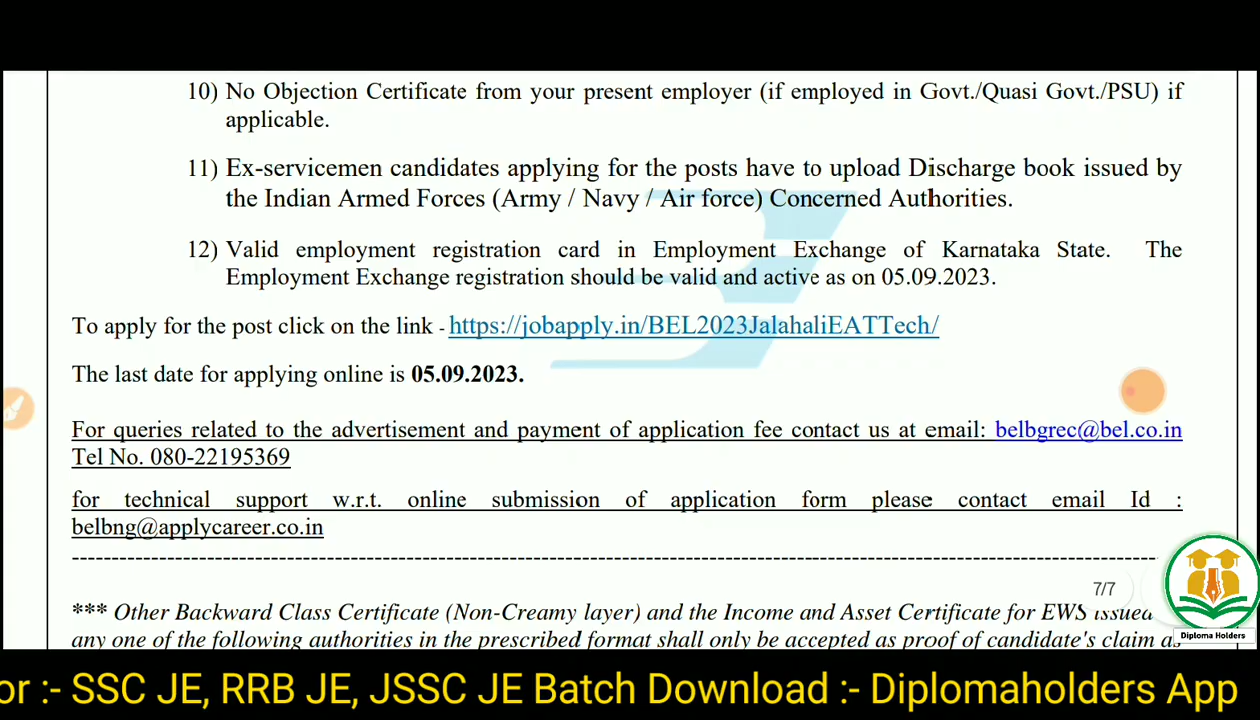 10) No Objection Certificate from your present employer (if employed in Govt./Quasi Govt./PSU) if
applicable.
11) Ex-servicemen candidates applying for the posts have to upload Discharge book issued by
the Indian Armed Forces (Army / Navy / Air force) Concerned Authorities.
12) Valid employment registration card in Employment Exchange of Karnataka State. The
Employment Exchange registration should be valid and active as on 05.09.2023.
To apply for the post click on the link - https://jobapply.in/BEL2023JalahaliEATTech/
The last date for applying online is 05.09.2023.
For queries related to the advertisement and payment of application fee contact us at email: belbgrec@bel.co.in
Tel No. 080-22195369
for technical support w.r.t. online submission of application form please contact email Id :
belbng@applycareer.co.in
7/7
*** Other Backward Class Certificate (Non-Creamy layer) and the Income and Asset Certificate for EWS issued
any one of the following authorities in the prescribed format shall only be accepted as proof of candidate's claim as
Diploma Holders
or :- SSC JE, RRB JE, JSSC JE Batch Download :- Diplomaholders App